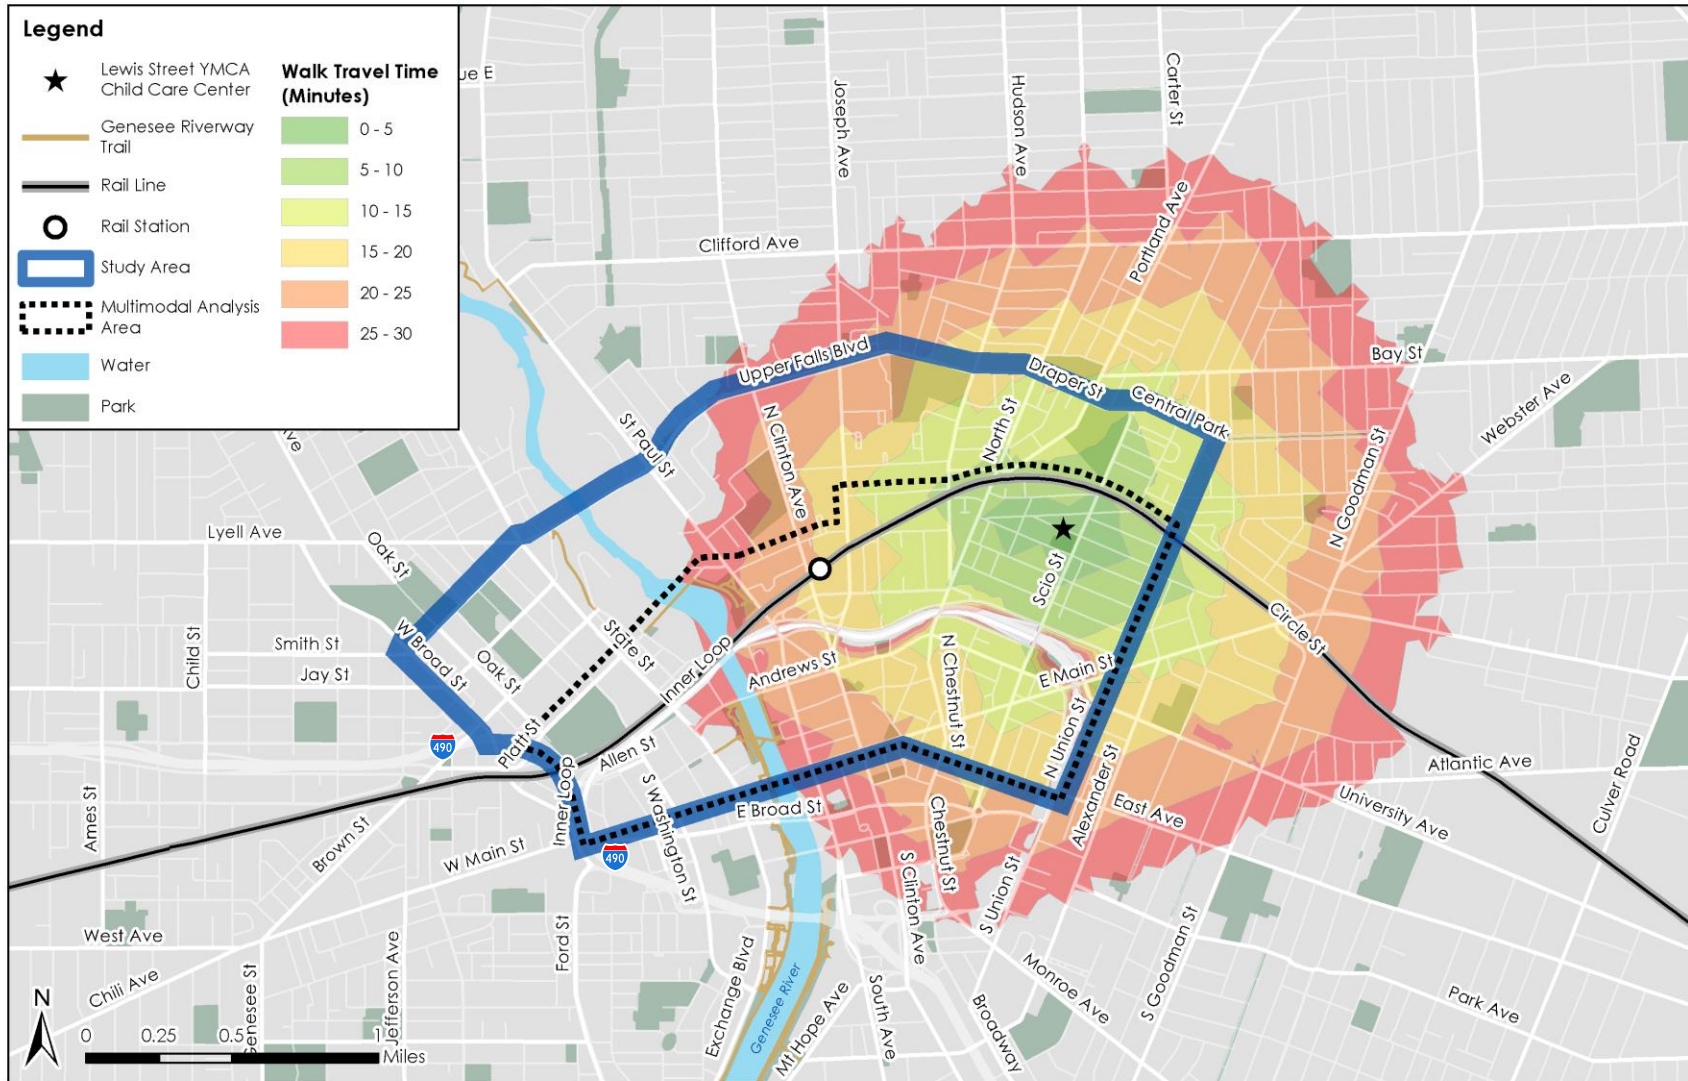 Legend
Lewis Street YMCA
Child Care Center
Genesee Riverway
Trail
Rail Line
Rail Station
Study Area
Multimodal Analysis
Area
Water
Park
Walk Travel Time
(Minutes)
0 - 5
5 - 10
10 - 15
15 - 20
20 - 25
25 - 30
ue E
Joseph Ave
Hudson Ave
Carter St
Portland Ave
Clifford Ave
Upper Falls Blvd
Bay St
Draper St
Central Park
Webster Ave
ve
St Paul St
N Clinton Ave
North St
N Goodman St
Lyell Ave
Oak St
Scio St
Child St
Smith St
Jay St
W Broad St
Oak St
State St
Inner Loop
Andrews St
N Chestnut St
E Main St
Circle St
490
Platt St
Allen St
N Union St
Alexander St
Atlantic Ave
University Ave
Culver Road
Ames St
Brown St
Inner Loop
S Washington St
E Broad St
East Ave
W Main St
490
Chestnut St
S Clinton Ave
S Union St
West Ave
Chili Ave
Genesee St
Jefferson Ave
Ford St
Exchange Blvd
Genesee River
Mt Hope Ave
South Ave
Broadway
Monroe Ave
S Goodman St
Park Ave
N
0 0.25 0.5 1
Miles